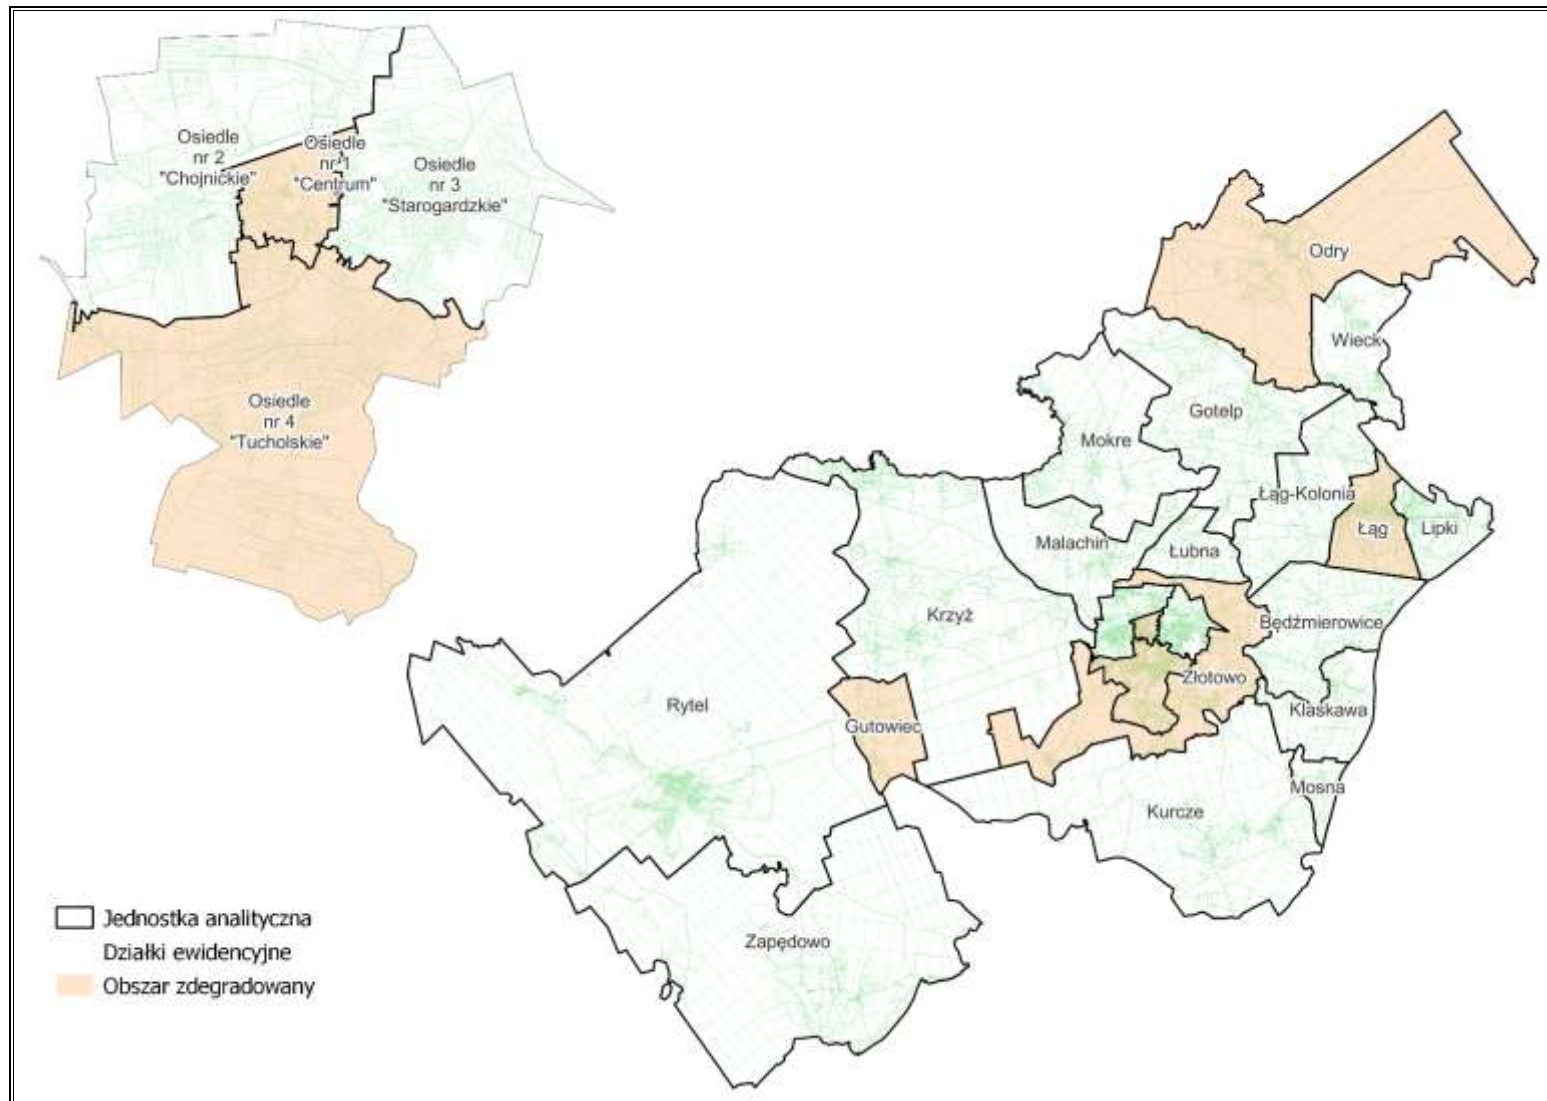 Osiedle
nr 2
"Chojnickie"
Osiedle
nr 1
"Centrum"
Osiedle
nr 3
"Starogardzkie"
Osiedle
nr 4
"Tucholskie"
Odry
Wieck
Gotelp
Mokre
Łąg-Kolonia
Łąg
Lipki
Malachin
Łubna
Krzyż
Będźmierowice
Złotowo
Rytel
Gutowiec
Klaskawa
Mosna
Kurcze
Zapędowo
Jednostka analityczna
Działki ewidencyjne
Obszar zdegradowany